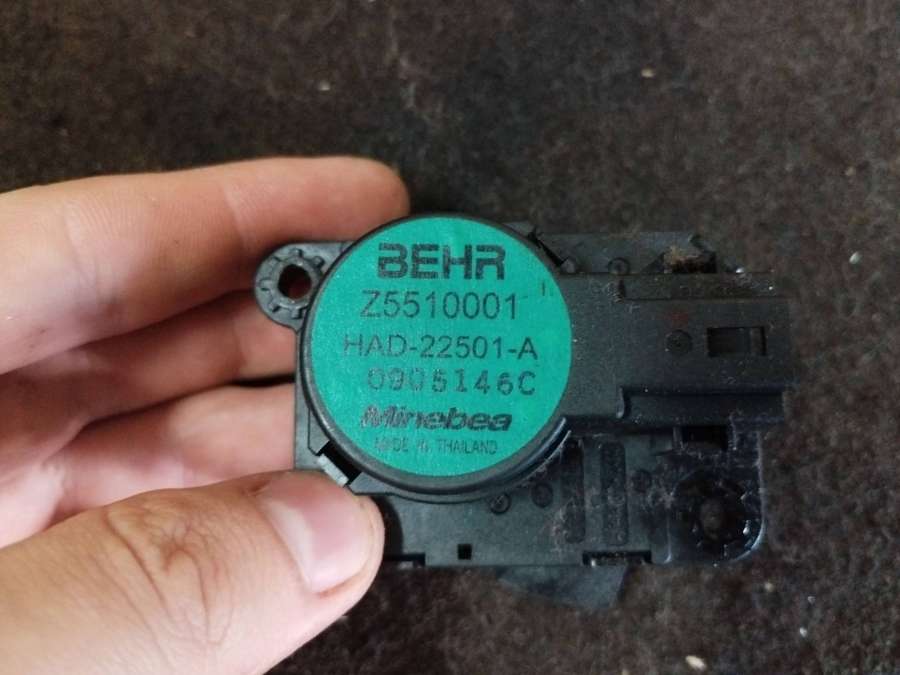 BEHR
Z5510001
HAD-22501-A
0905146C
Minebea
MADE IN THAILAND